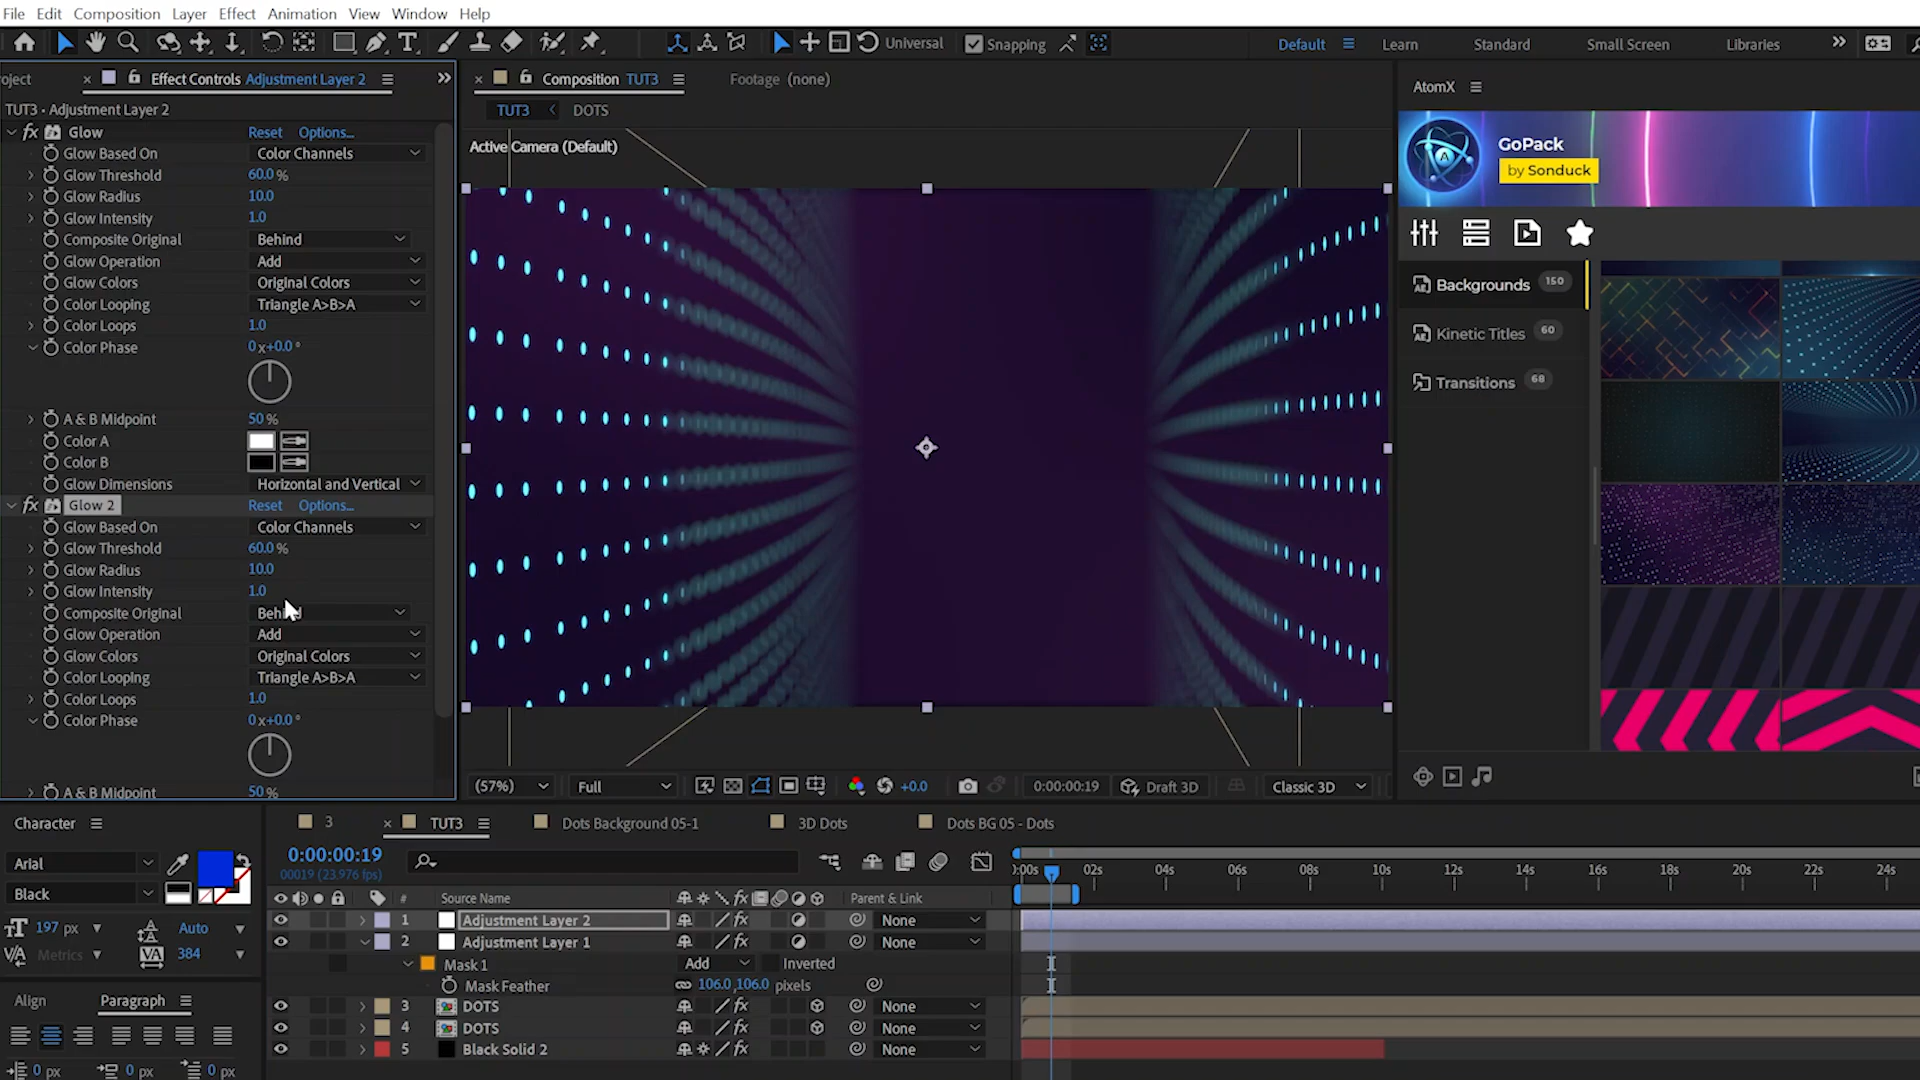 File Edit Composition Layer Effect Animation View Window Help
Universal Snapping Default Learn Standard Small Screen Libraries
oject Effect Controls Adjustment Layer 2
TUT3 • Adjustment Layer 2
fx Glow Reset Options...
Glow Based On Color Channels
Glow Threshold 60.0 %
Glow Radius 10.0
Glow Intensity 1.0
Composite Original Behind
Glow Operation Add
Glow Colors Original Colors
Color Looping Triangle A>B>A
Color Loops 1.0
Color Phase 0 x+0.0 °
A & B Midpoint 50 %
Color A
Color B
Glow Dimensions Horizontal and Vertical
fx Glow 2 Reset Options...
Glow Based On Color Channels
Glow Threshold 60.0 %
Glow Radius 10.0
Glow Intensity 1.0
Composite Original Behind
Glow Operation Add
Glow Colors Original Colors
Color Looping Triangle A>B>A
Color Loops 1.0
Color Phase 0 x+0.0 °
A & B Midpoint 50 %
Composition TUT3 Footage (none)
TUT3 DOTS
Active Camera (Default)
(57%) Full +0.0 0:00:00:19 Draft 3D Classic 3D
AtomX
GoPack
by Sonduck
Backgrounds 150
Kinetic Titles 60
Transitions 68
Character
Arial
Black
197 px Auto
Metrics 384
Align Paragraph
0 px 0 px 0 px
3 TUT3 Dots Background 05-1 3D Dots Dots BG 05 - Dots
0:00:00:19
00019 (23.976 fps)
):00s 02s 04s 06s 08s 10s 12s 14s 16s 18s 20s 22s 24s
# Source Name fx Parent & Link
1 Adjustment Layer 2 fx None
2 Adjustment Layer 1 fx None
Mask 1 Add Inverted
Mask Feather 106.0,106.0 pixels
3 DOTS fx None
4 DOTS fx None
5 Black Solid 2 fx None